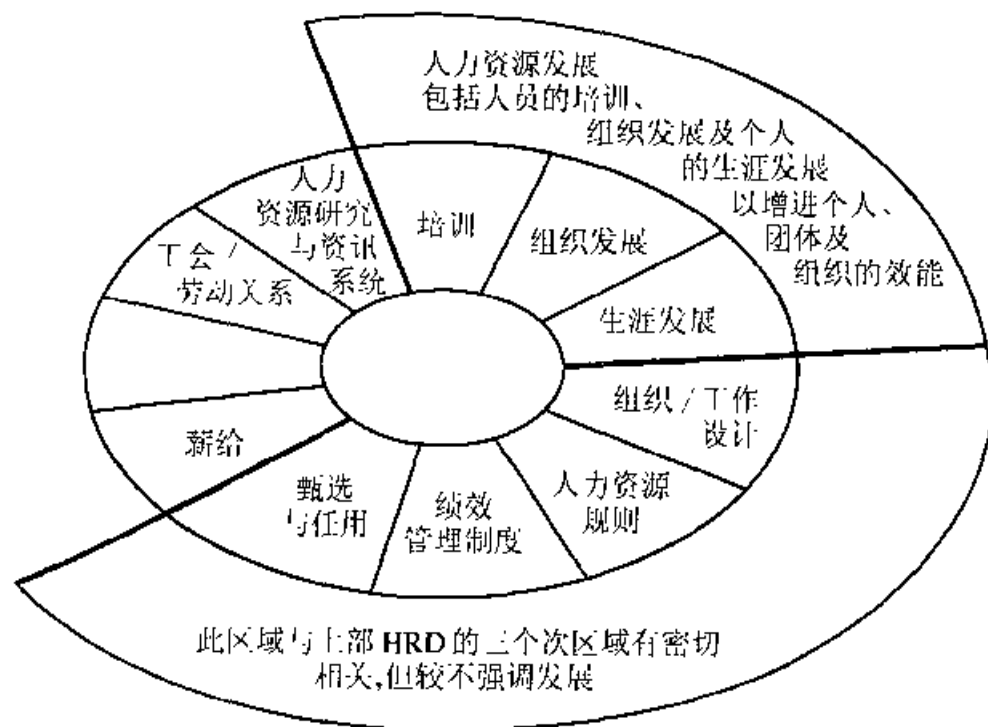 人力资源发展
包括人员的培训、
组织发展及个人
的生涯发展
以增进个人、
团体及
组织的效能
人力
资源研究
与资讯
系统
培训
组织发展
生涯发展
组织 / 工作
设计
人力资源
规则
绩效
管理制度
甄选
与任用
薪给
工会 /
劳动关系
此区域与上部 HRD 的三个次区域有密切
相关,但较不强调发展